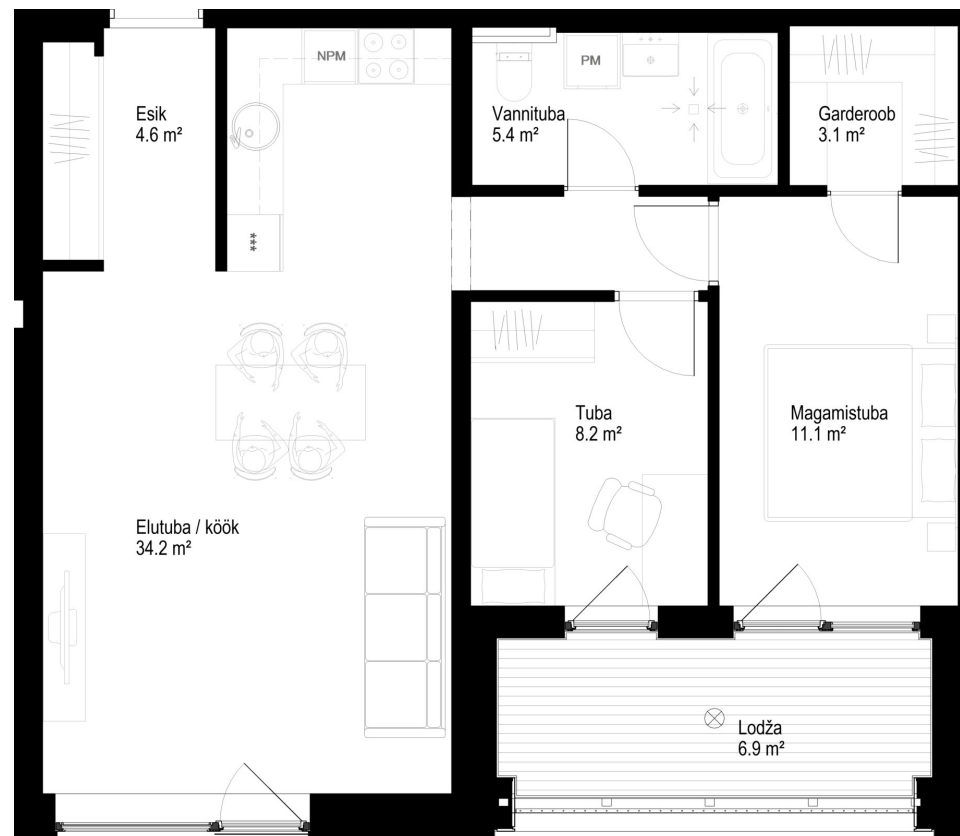 NPM
PM
Esik
4.6 m²
Vannituba
5.4 m²
Garderoob
3.1 m²
***
Tuba
8.2 m²
Magamistuba
11.1 m²
Elutuba / köök
34.2 m²
Lodža
6.9 m²